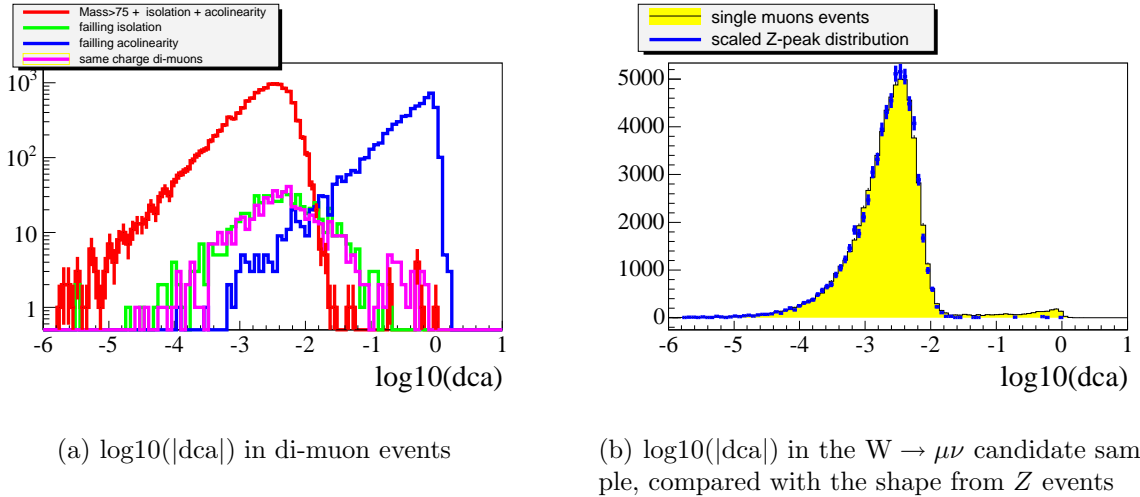 Mass>75 + isolation + acolinearity
failling isolation
failling acolinearity
same charge di-muons
10³
10²
10
1
-6 -5 -4 -3 -2 -1 0 1
log10(dca)
(a) log10(|dca|) in di-muon events
single muons events
scaled Z-peak distribution
5000
4000
3000
2000
1000
0
-6 -5 -4 -3 -2 -1 0 1
log10(dca)
(b) log10(|dca|) in the W → μν candidate sam
ple, compared with the shape from Z events